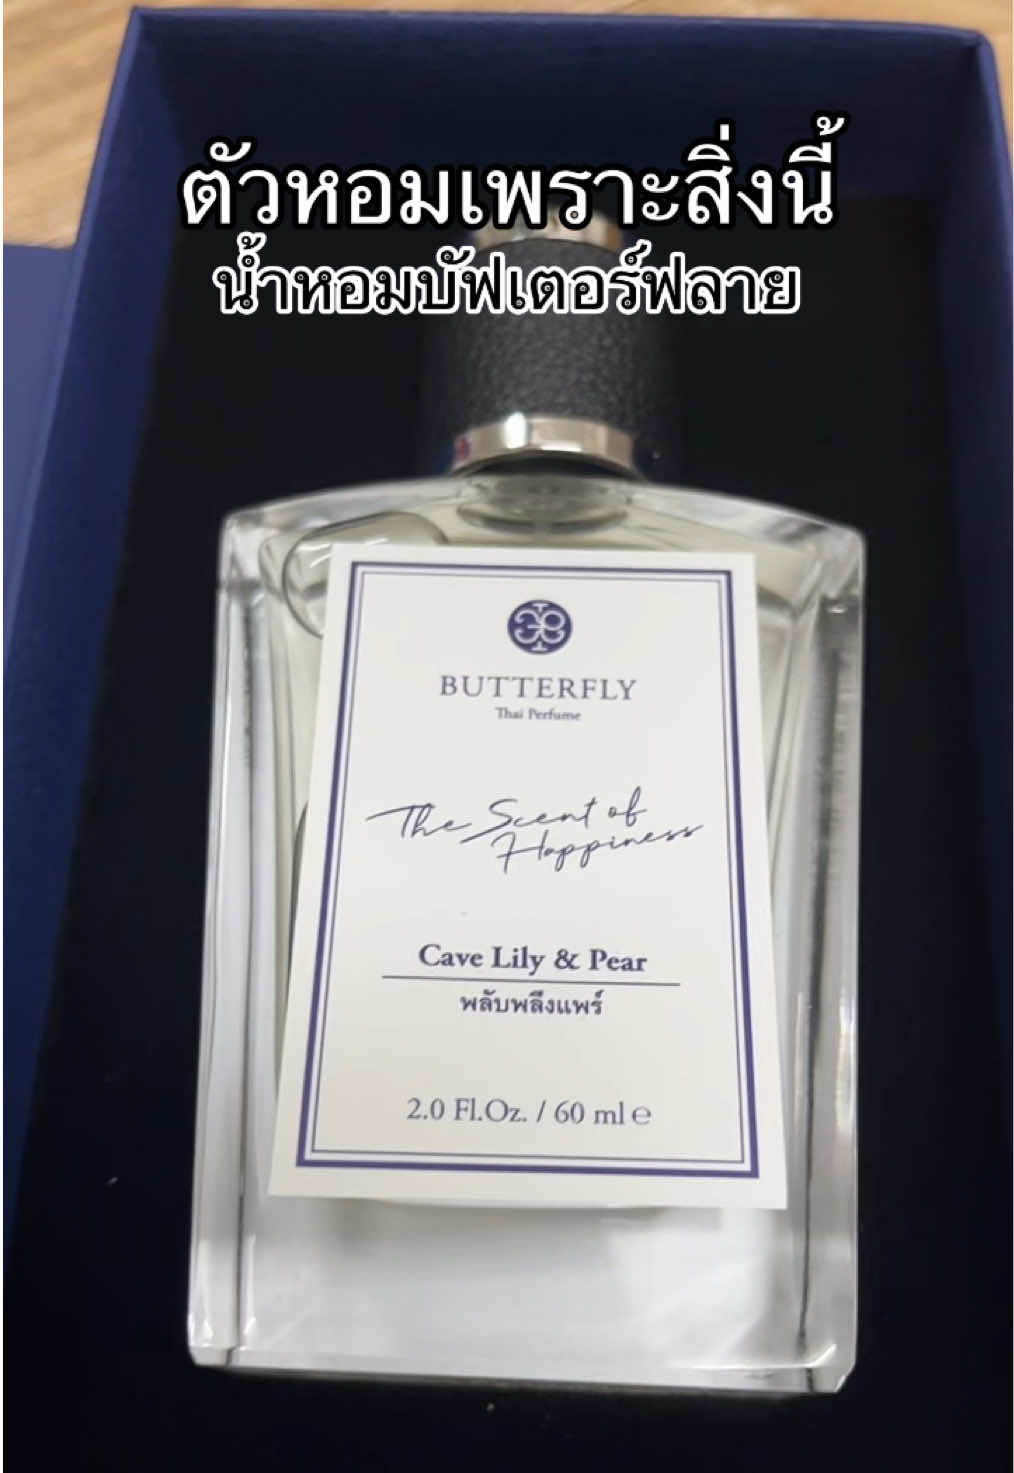 ตัวหอมเพราะสิ่งนี้
น้ำหอมบัฟเตอร์ฟลาย
BUTTERFLY
Thai Perfume
The Scent of
Happiness
Cave Lily & Pear
พลับพลึงแพร์
2.0 Fl.Oz. / 60 ml ℮